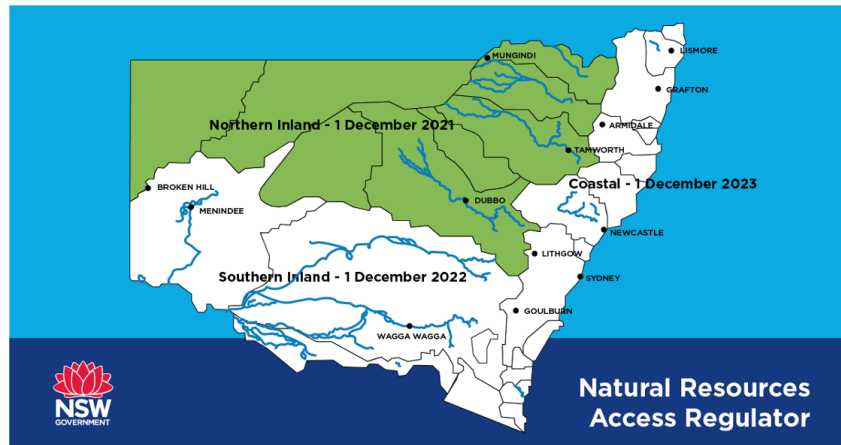 MUNGINDI
LISMORE
GRAFTON
Northern Inland - 1 December 2021
ARMIDALE
TAMWORTH
BROKEN HILL
Coastal - 1 December 2023
MENINDEE
DUBBO
NEWCASTLE
LITHGOW
Southern Inland - 1 December 2022
SYDNEY
GOULBURN
WAGGA WAGGA
NSW
GOVERNMENT
Natural Resources
Access Regulator